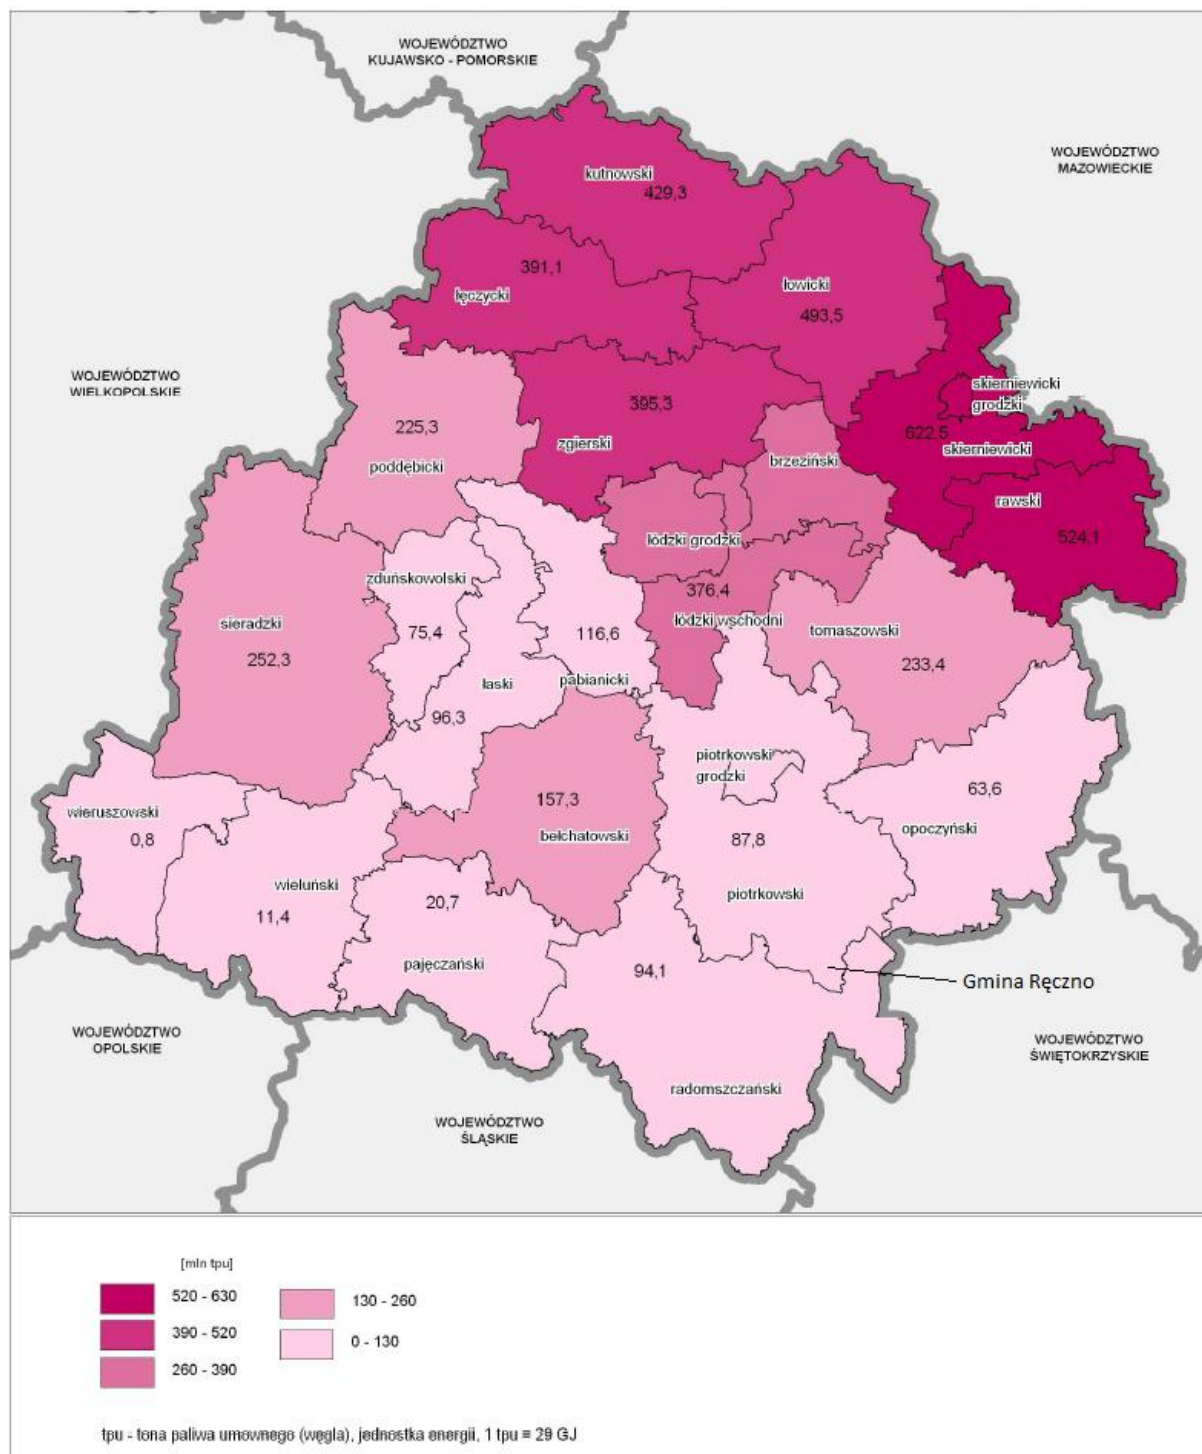 WOJEWÓDZTWO
KUJAWSKO - POMORSKIE
WOJEWÓDZTWO
MAZOWIECKIE
kutnowski
429,3
391,1
łęczycki
łowicki
493,5
WOJEWÓDZTWO
WIELKOPOLSKIE
skierniewicki
grodzki
395,3
225,3
622,5
zgierski
skierniewicki
poddębicki
brzeziński
rawski
łódzki grodzki
524,1
zduńskowolski
376,4
sieradzki
75,4
116,6
łódzki wschodni
tomaszowski
252,3
233,4
łaski
pabianicki
96,3
piotrkowski
grodzki
63,6
157,3
wieruszowski
0,8
bełchatowski
87,8
opoczyński
wieluński
20,7
piotrkowski
11,4
pajęczański
94,1
Gmina Ręczno
WOJEWÓDZTWO
OPOLSKIE
WOJEWÓDZTWO
ŚWIĘTOKRZYSKIE
radomszczański
WOJEWÓDZTWO
ŚLĄSKIE
[mln tpu]
520 - 630
130 - 260
390 - 520
0 - 130
260 - 390
tpu - tona paliwa umownego (węgla), jednostka energii, 1 tpu = 29 GJ